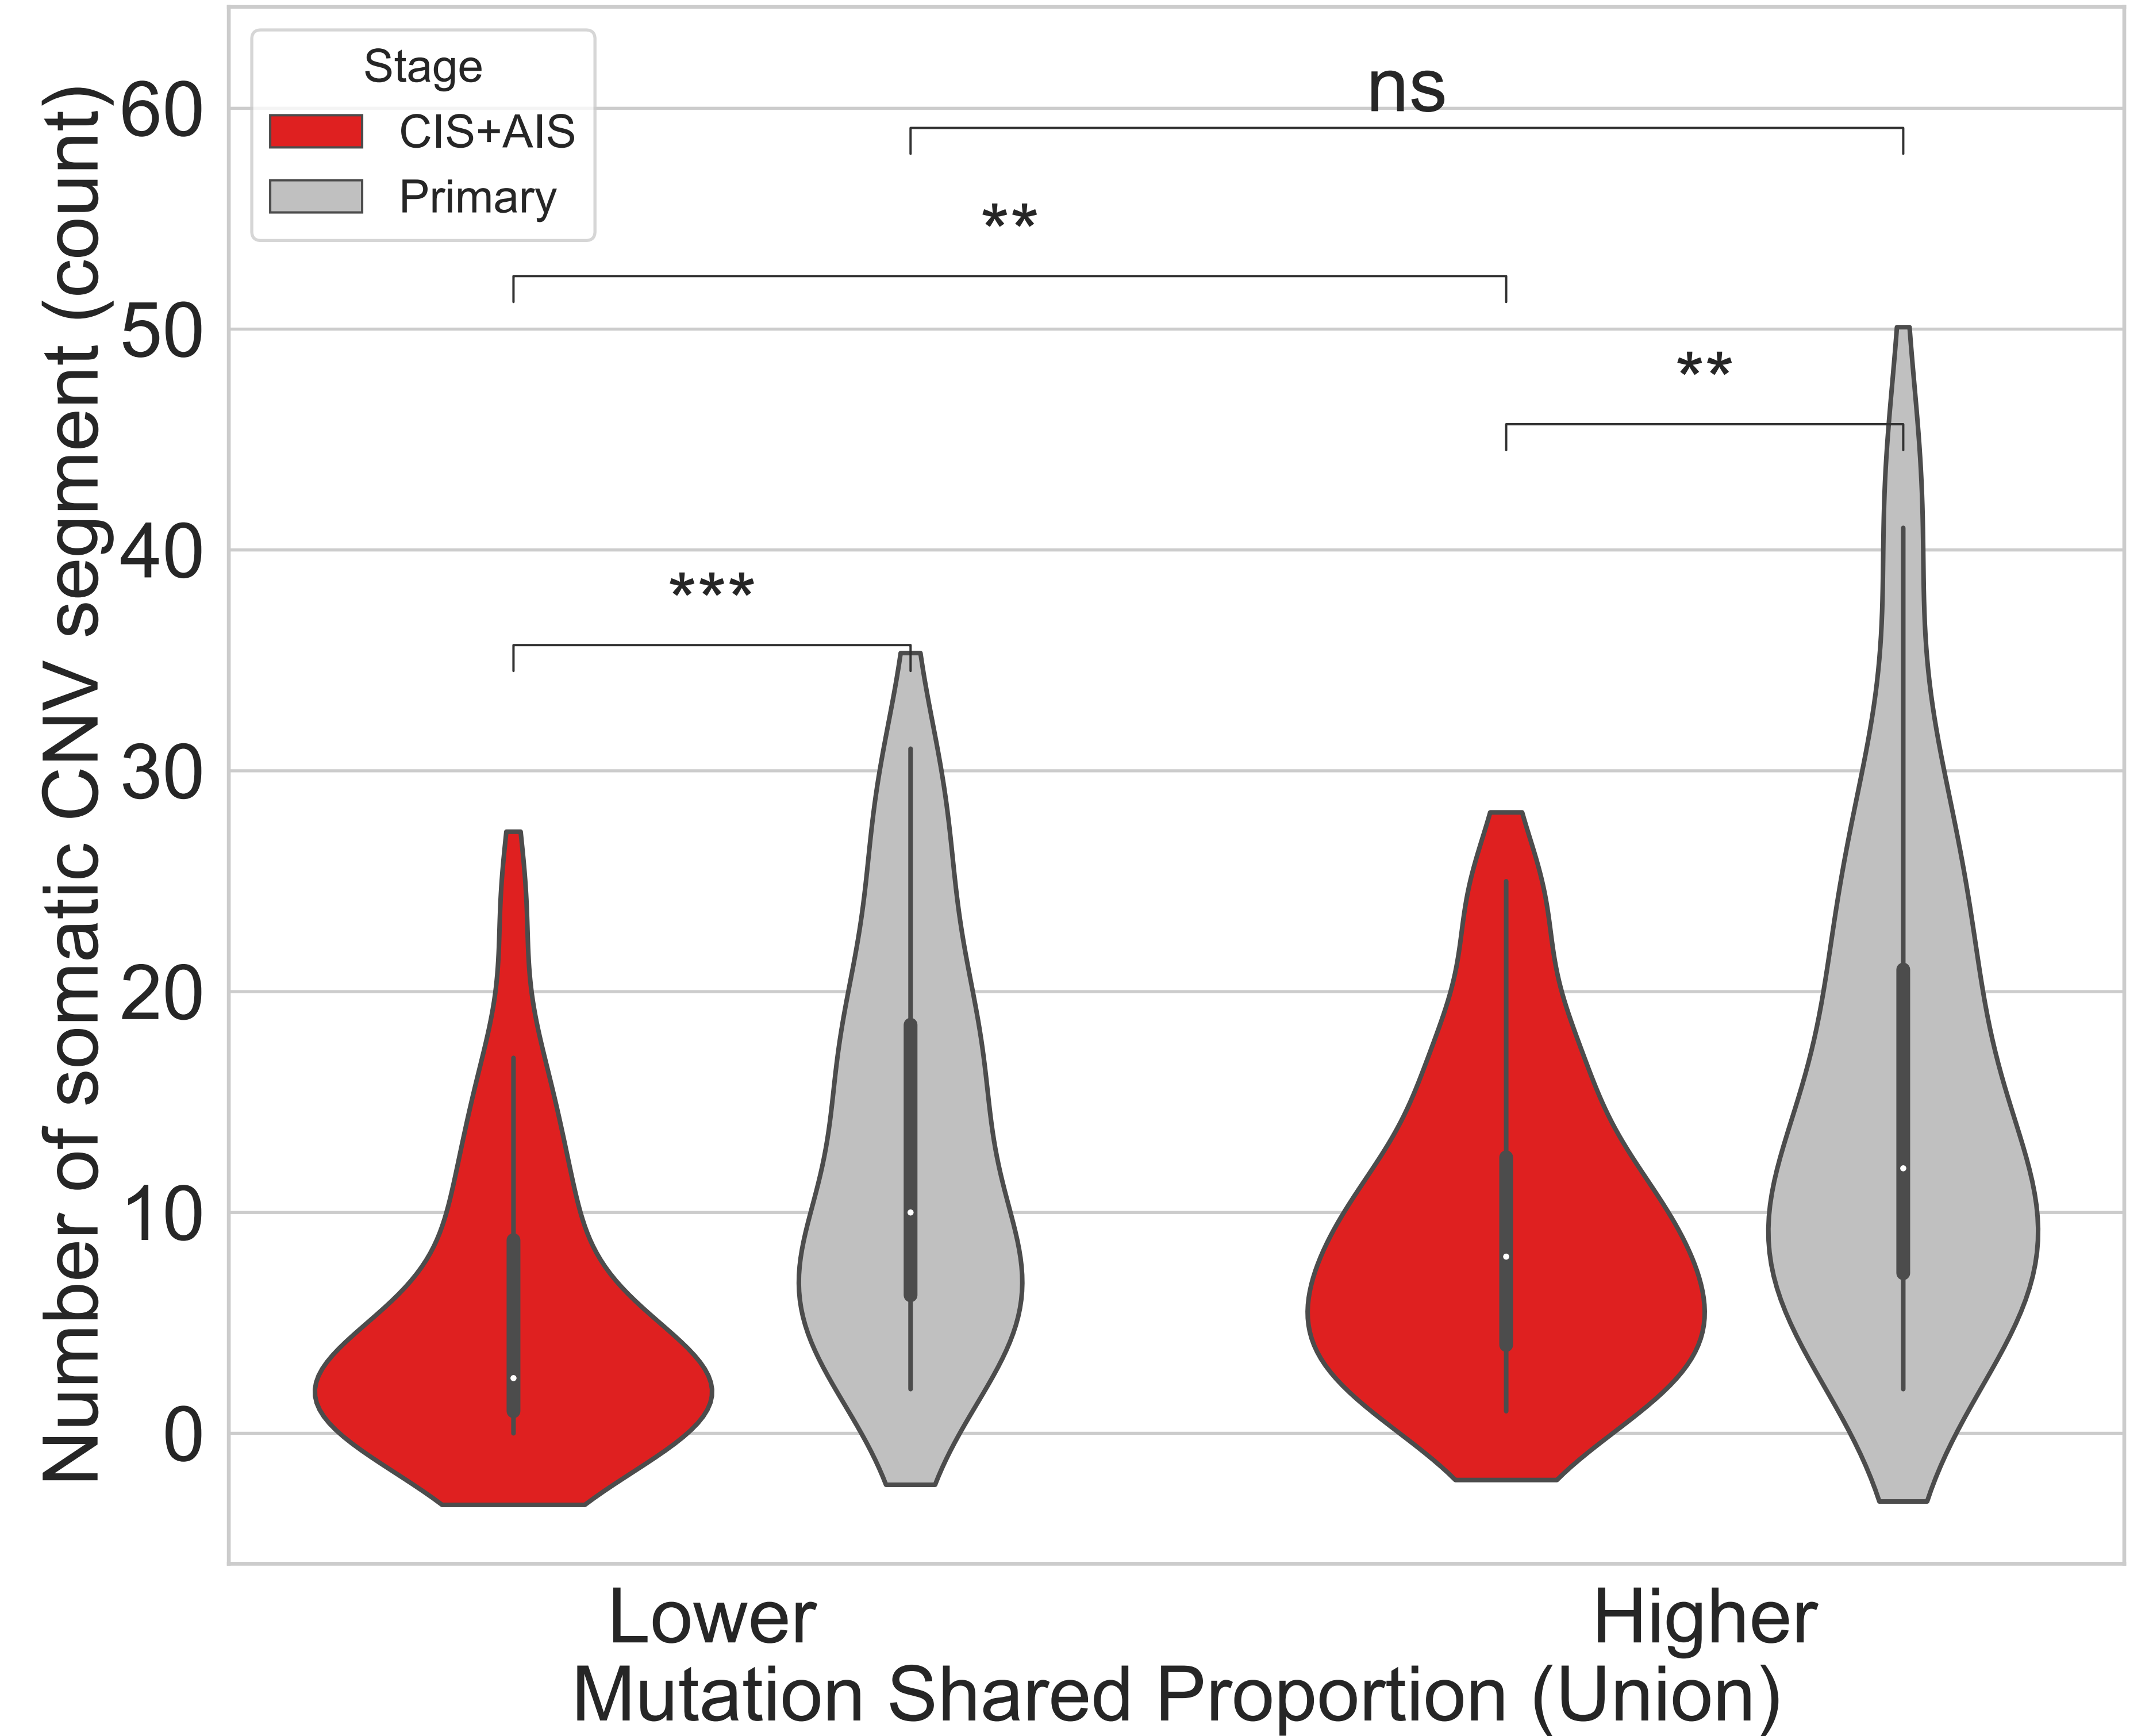 Number of somatic CNV segment (count)
60
50
40
30
20
10
0
Stage
CIS+AIS
Primary
ns
**
**
***
Lower
Higher
Mutation Shared Proportion (Union)